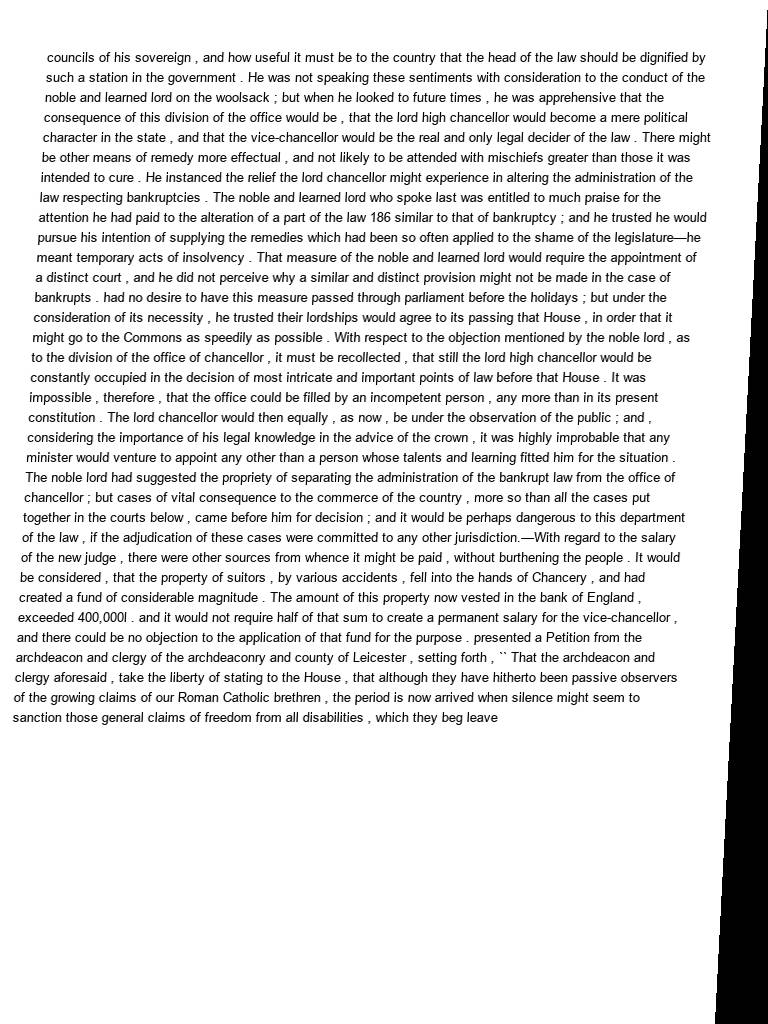 councils of his sovereign , and how useful it must be to the country that the head of the law should be dignified by
such a station in the government . He was not speaking these sentiments with consideration to the conduct of the
noble and learned lord on the woolsack ; but when he looked to future times , he was apprehensive that the
consequence of this division of the office would be , that the lord high chancellor would become a mere political
character in the state , and that the vice-chancellor would be the real and only legal decider of the law . There might
be other means of remedy more effectual , and not likely to be attended with mischiefs greater than those it was
intended to cure . He instanced the relief the lord chancellor might experience in altering the administration of the
law respecting bankruptcies . The noble and learned lord who spoke last was entitled to much praise for the
attention he had paid to the alteration of a part of the law 186 similar to that of bankruptcy ; and he trusted he would
pursue his intention of supplying the remedies which had been so often applied to the shame of the legislature—he
meant temporary acts of insolvency . That measure of the noble and learned lord would require the appointment of
a distinct court , and he did not perceive why a similar and distinct provision might not be made in the case of
bankrupts . had no desire to have this measure passed through parliament before the holidays ; but under the
consideration of its necessity , he trusted their lordships would agree to its passing that House , in order that it
might go to the Commons as speedily as possible . With respect to the objection mentioned by the noble lord , as
to the division of the office of chancellor , it must be recollected , that still the lord high chancellor would be
constantly occupied in the decision of most intricate and important points of law before that House . It was
impossible , therefore , that the office could be filled by an incompetent person , any more than in its present
constitution . The lord chancellor would then equally , as now , be under the observation of the public ; and ,
considering the importance of his legal knowledge in the advice of the crown , it was highly improbable that any
minister would venture to appoint any other than a person whose talents and learning fitted him for the situation .
The noble lord had suggested the propriety of separating the administration of the bankrupt law from the office of
chancellor ; but cases of vital consequence to the commerce of the country , more so than all the cases put
together in the courts below , came before him for decision ; and it would be perhaps dangerous to this department
of the law , if the adjudication of these cases were committed to any other jurisdiction.—With regard to the salary
of the new judge , there were other sources from whence it might be paid , without burthening the people . It would
be considered , that the property of suitors , by various accidents , fell into the hands of Chancery , and had
created a fund of considerable magnitude . The amount of this property now vested in the bank of England ,
exceeded 400,000l . and it would not require half of that sum to create a permanent salary for the vice-chancellor ,
and there could be no objection to the application of that fund for the purpose . presented a Petition from the
archdeacon and clergy of the archdeaconry and county of Leicester , setting forth , `` That the archdeacon and
clergy aforesaid , take the liberty of stating to the House , that although they have hitherto been passive observers
of the growing claims of our Roman Catholic brethren , the period is now arrived when silence might seem to
sanction those general claims of freedom from all disabilities , which they beg leave